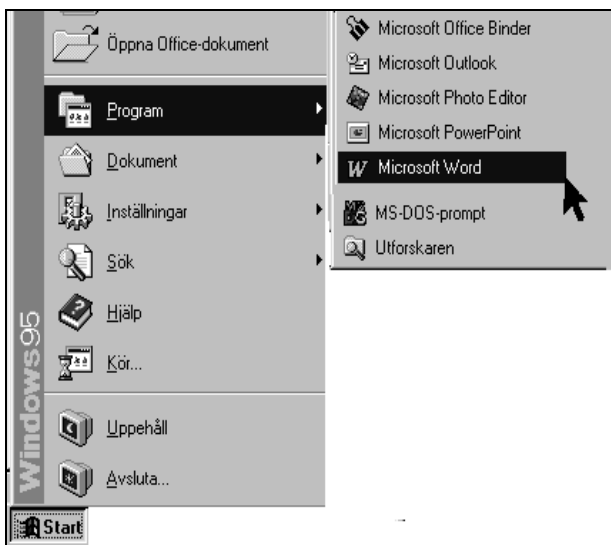 Öppna Office-dokument
Program
Dokument
Inställningar
Sök
Hjälp
Kör...
Uppehåll
Avsluta...
Windows95
Start
Microsoft Office Binder
Microsoft Outlook
Microsoft Photo Editor
Microsoft PowerPoint
Microsoft Word
MS-DOS-prompt
Utforskaren